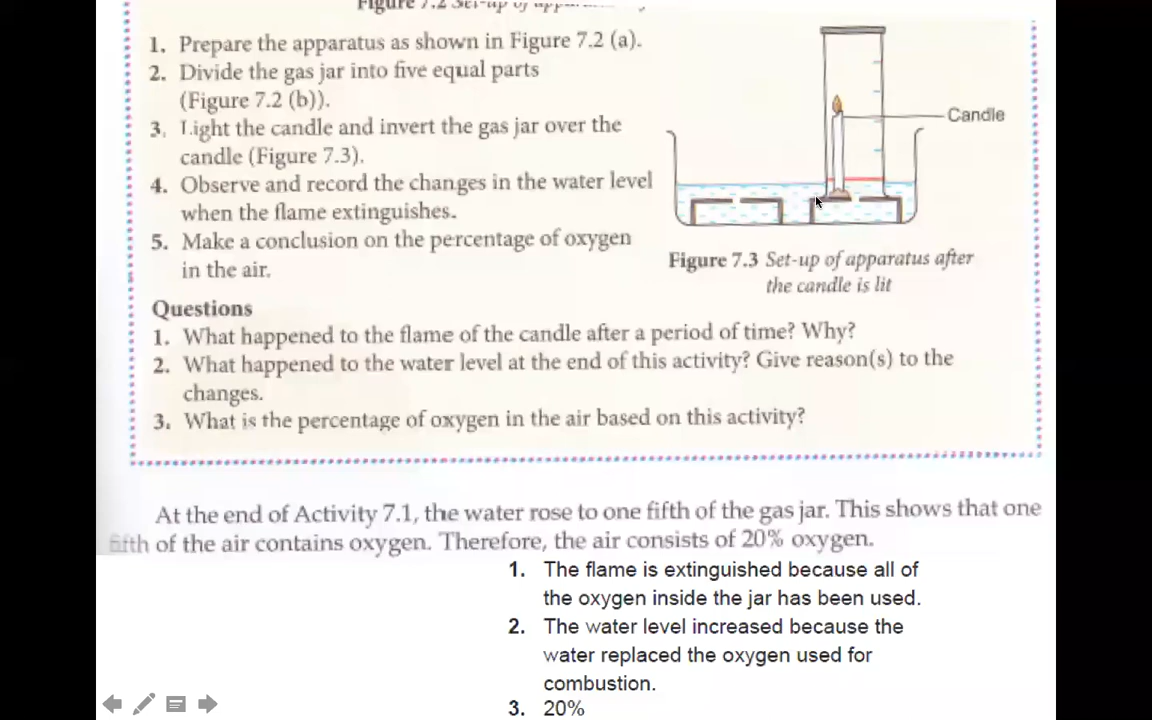 1. Prepare the apparatus as shown in Figure 7.2 (a).
2. Divide the gas jar into five equal parts
(Figure 7.2 (b)).
3. Light the candle and invert the gas jar over the
candle (Figure 7.3).
4. Observe and record the changes in the water level
when the flame extinguishes.
5. Make a conclusion on the percentage of oxygen
in the air.
Candle
Figure 7.3 Set-up of apparatus after
the candle is lit
Questions
1. What happened to the flame of the candle after a period of time? Why?
2. What happened to the water level at the end of this activity? Give reason(s) to the
changes.
3. What is the percentage of oxygen in the air based on this activity?
At the end of Activity 7.1, the water rose to one fifth of the gas jar. This shows that one
fifth of the air contains oxygen. Therefore, the air consists of 20% oxygen.
1. The flame is extinguished because all of
the oxygen inside the jar has been used.
2. The water level increased because the
water replaced the oxygen used for
combustion.
3. 20%